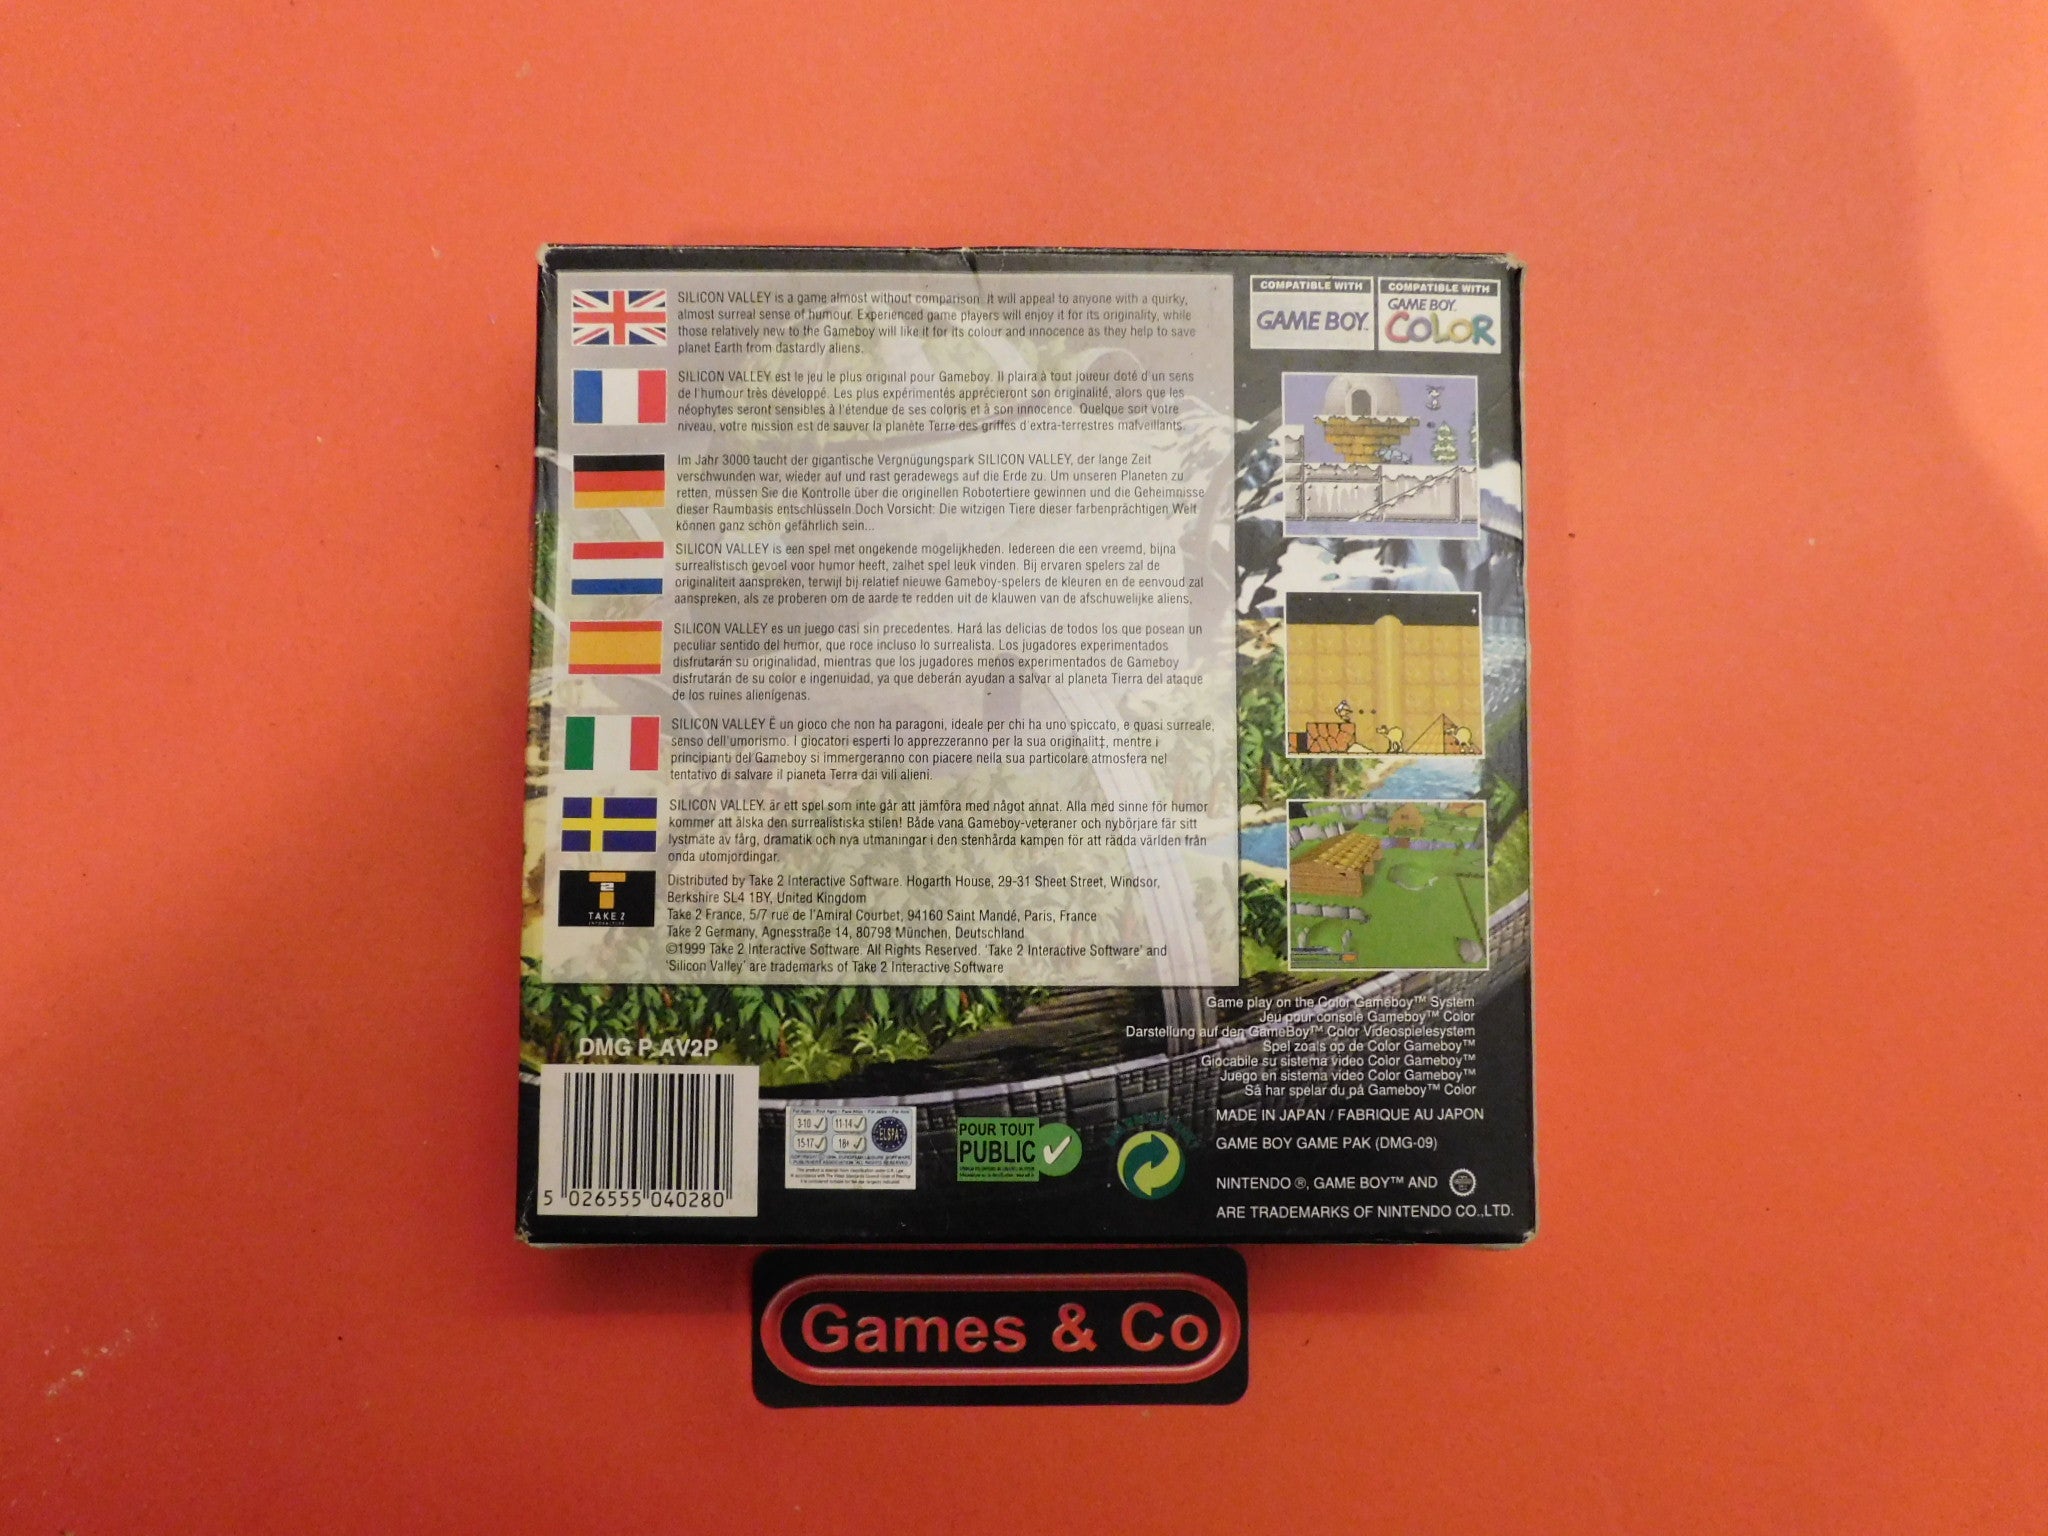 SILICON VALLEY is a game almost without comparison. It will appeal to anyone with a quirky,
almost surreal sense of humour. Experienced game players will enjoy it for its originality, while
those relatively new to the Gameboy will like it for its colour and innocence as they help to save
planet Earth from dastardly aliens.
SILICON VALLEY est le jeu le plus original pour Gameboy. Il plaira à tout joueur doté d'un sens
de l'humour très développé. Les plus expérimentés apprécieront son originalité, alors que les
néophytes seront sensibles à l'étendue de ses coloris et à son innocence. Quelque soit votre
niveau, votre mission est de sauver la planète Terre des griffes d'extra-terrestres malveillants.
Im Jahr 3000 taucht der gigantische Vergnügungspark SILICON VALLEY, der lange Zeit
verschwunden war, wieder auf und rast geradewegs auf die Erde zu. Um unseren Planeten zu
retten, müssen Sie die Kontrolle über die originellen Robotertiere gewinnen und die Geheimnisse
dieser Raumbasis entschlüsseln.Doch Vorsicht: Die witzigen Tiere dieser farbenprächtigen Welt
können ganz schön gefährlich sein...
SILICON VALLEY is een spel met ongekende mogelijkheden. Iedereen die een vreemd, bijna
surrealistisch gevoel voor humor heeft, zalhet spel leuk vinden. Bij ervaren spelers zal de
originaliteit aanspreken, terwijl bij relatief nieuwe Gameboy-spelers de kleuren en de eenvoud zal
aanspreken, als ze proberen om de aarde te redden uit de klauwen van de afschuwelijke aliens.
SILICON VALLEY es un juego casi sin precedentes. Hará las delicias de todos los que posean un
peculiar sentido del humor, que roce incluso lo surrealista. Los jugadores experimentados
disfrutarán su originalidad, mientras que los jugadores menos experimentados de Gameboy
disfrutarán de su color e ingenuidad, ya que deberán ayudan a salvar al planeta Tierra del ataque
de los ruines alienígenas.
SILICON VALLEY Ë un gioco che non ha paragoni, ideale per chi ha uno spiccato, e quasi surreale,
senso dell'umorismo. I giocatori esperti lo apprezzeranno per la sua originalit‡, mentre i
principianti del Gameboy si immergeranno con piacere nella sua particolare atmosfera nel
tentativo di salvare il pianeta Terra dai vili alieni.
SILICON VALLEY. är ett spel som inte går att jämföra med något annat. Alla med sinne för humor
kommer att älska den surrealistiska stilen! Både vana Gameboy-veteraner och nybörjare får sitt
lystmäte av färg, dramatik och nya utmaningar i den stenhårda kampen för att rädda världen från
onda utomjordingar.
TAKE 2
INTERACTIVE
Distributed by Take 2 Interactive Software. Hogarth House, 29-31 Sheet Street, Windsor,
Berkshire SL4 1BY, United Kingdom
Take 2 France, 5/7 rue de l'Amiral Courbet, 94160 Saint Mandé, Paris, France
Take 2 Germany, Agnesstraße 14, 80798 München, Deutschland
©1999 Take 2 Interactive Software. All Rights Reserved. 'Take 2 Interactive Software' and
'Silicon Valley' are trademarks of Take 2 Interactive Software
COMPATIBLE WITH
GAME BOY™
COMPATIBLE WITH
GAME BOY
COLOR
Game play on the Color Gameboy™ System
Jeu pour console Gameboy™ Color
Darstellung auf den GameBoy™ Color Videospielesystem
Spel zoals op de Color Gameboy™
Giocabile su sistema video Color Gameboy™
Juego en sistema video Color Gameboy™
Så har spelar du på Gameboy™ Color
MADE IN JAPAN / FABRIQUE AU JAPON
GAME BOY GAME PAK (DMG-09)
NINTENDO ®, GAME BOY™ AND
ARE TRADEMARKS OF NINTENDO CO.,LTD.
DMG P AV2P
5 026555 040280
3-10 11-14
15-17 18+
ELSPA
POUR TOUT
PUBLIC
Games & Co